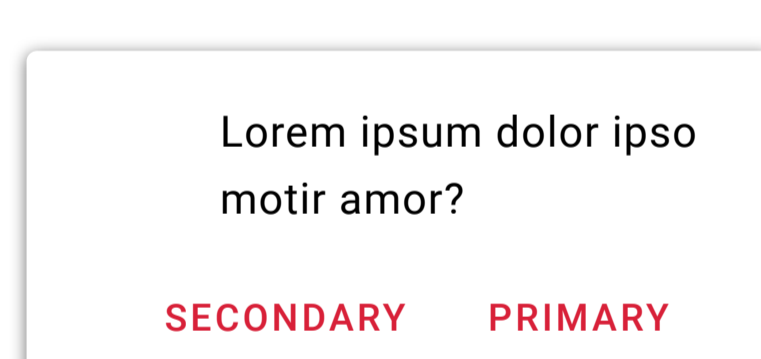 Lorem ipsum dolor ipso
motir amor?
SECONDARY PRIMARY